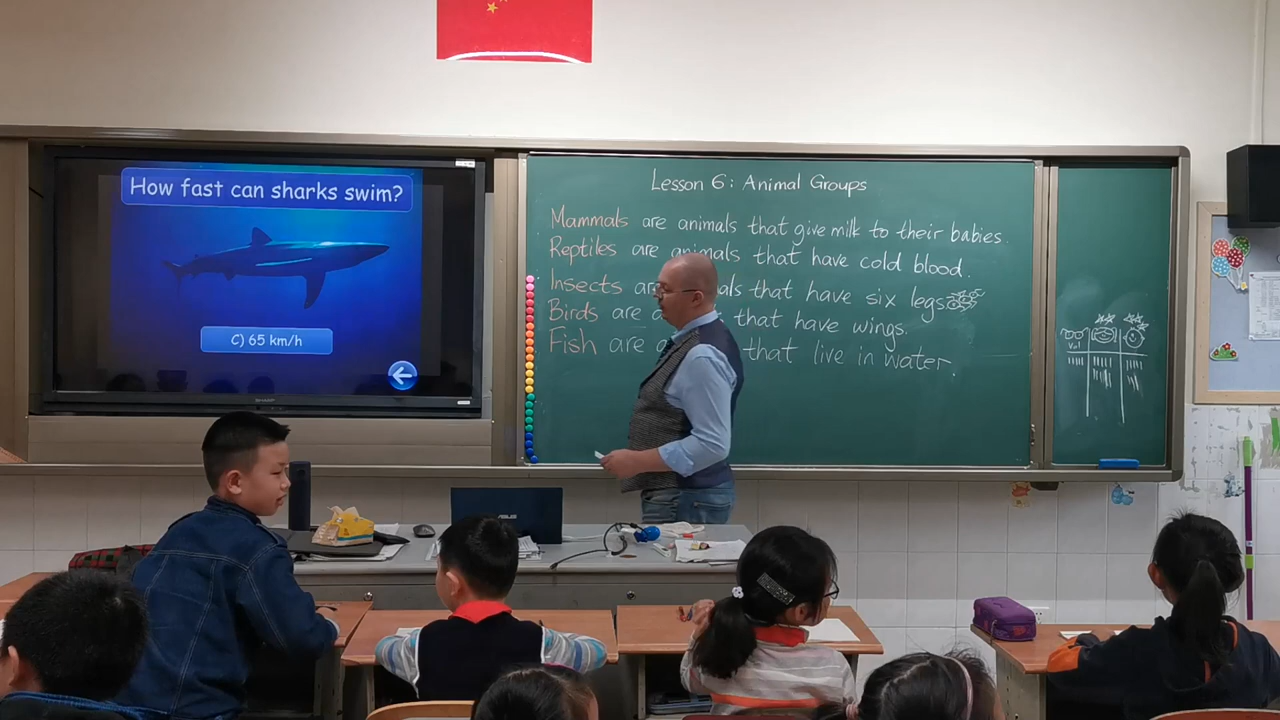 How fast can sharks swim?
C) 65 km/h
SHARP
Lesson 6: Animal Groups
Mammals are animals that give milk to their babies.
Reptiles are animals that have cold blood.
Insects are als that have six legs
Birds are a that have wings.
Fish are a that live in water.
ASUS